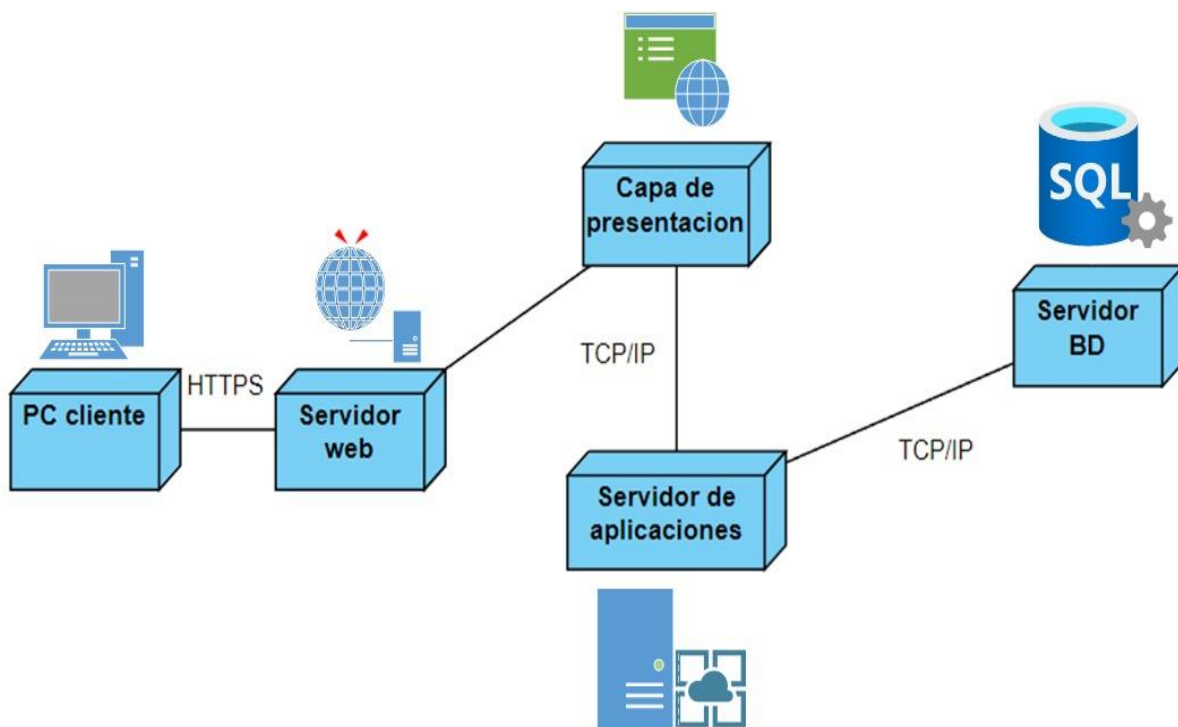 Capa de
presentacion
SQL
Servidor
BD
PC cliente
HTTPS
Servidor
web
TCP/IP
TCP/IP
Servidor de
aplicaciones